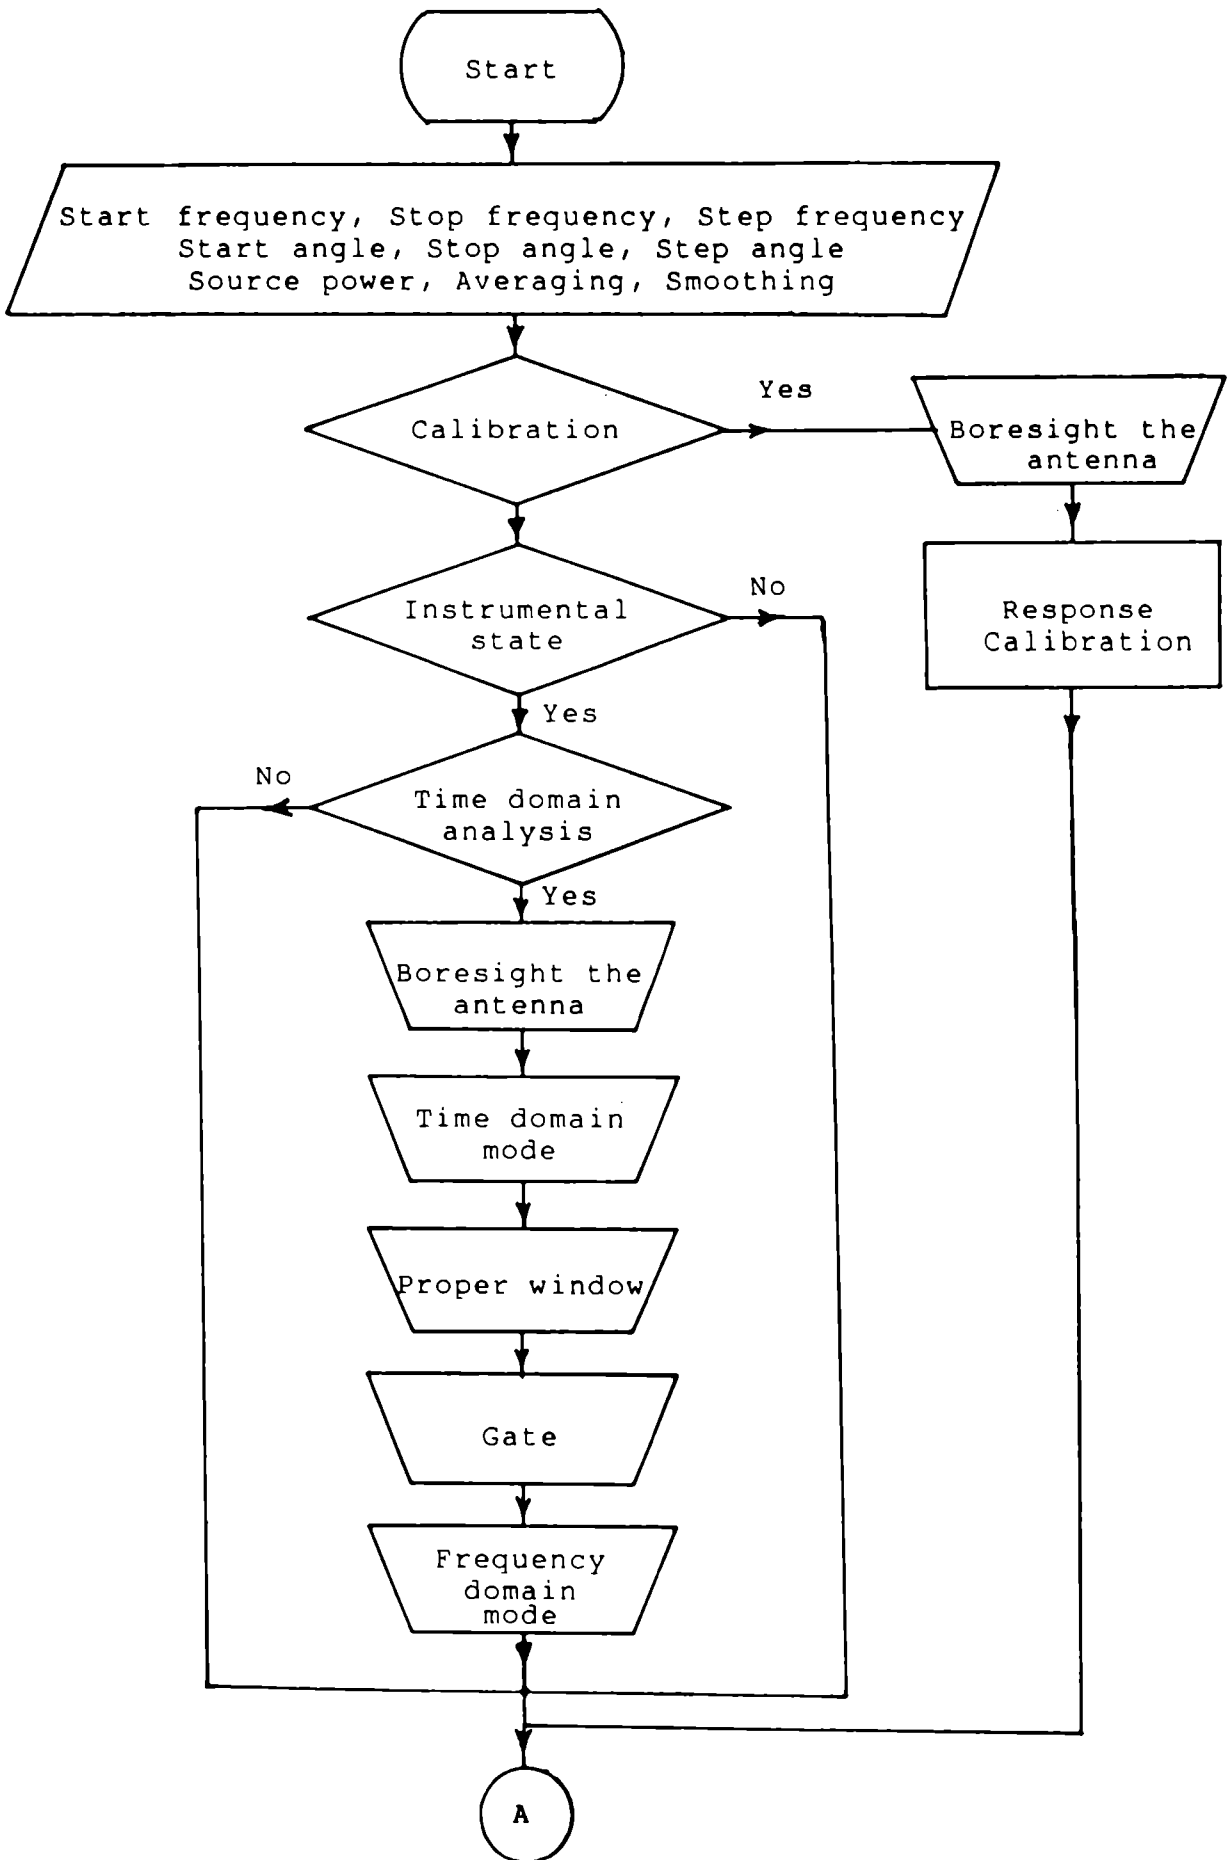 Start
Start frequency, Stop frequency, Step frequency
Start angle, Stop angle, Step angle
Source power, Averaging, Smoothing
Calibration
Yes
Boresight the
antenna
Instrumental
state
No
Response
Calibration
Yes
Time domain
analysis
No
Yes
Boresight the
antenna
Time domain
mode
Proper window
Gate
Frequency
domain
mode
A